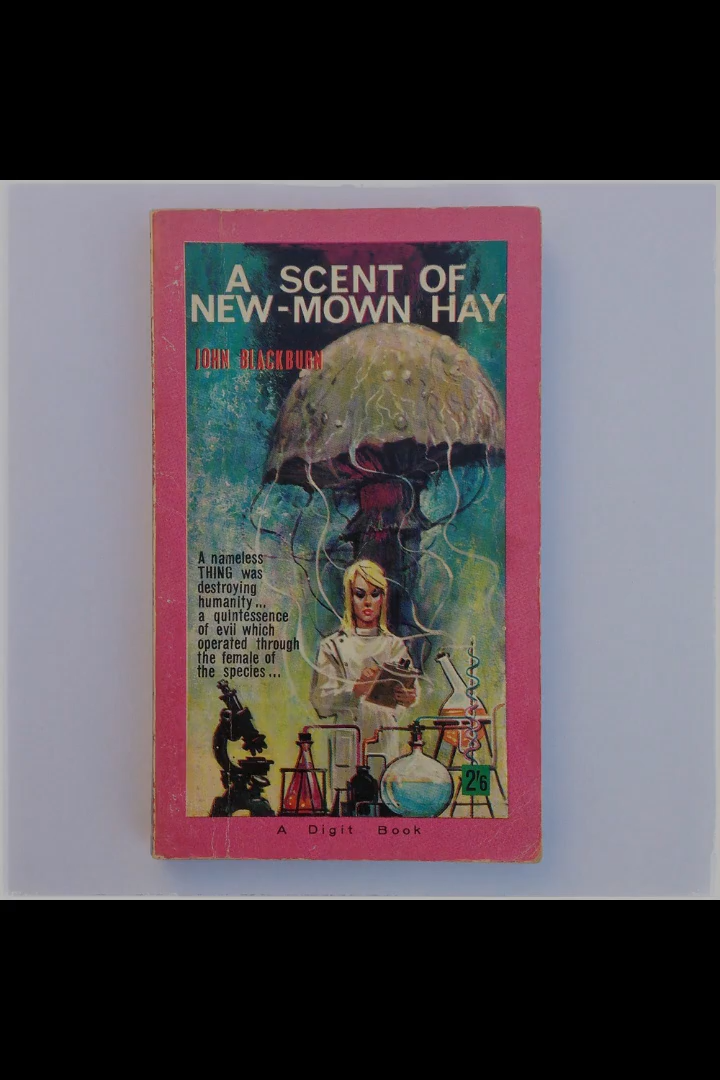 A SCENT OF
NEW-MOWN HAY
JOHN BLACKBURN
A nameless
THING was
destroying
humanity...
a quintessence
of evil which
operated through
the female of
the species...
2'6
A Digit Book